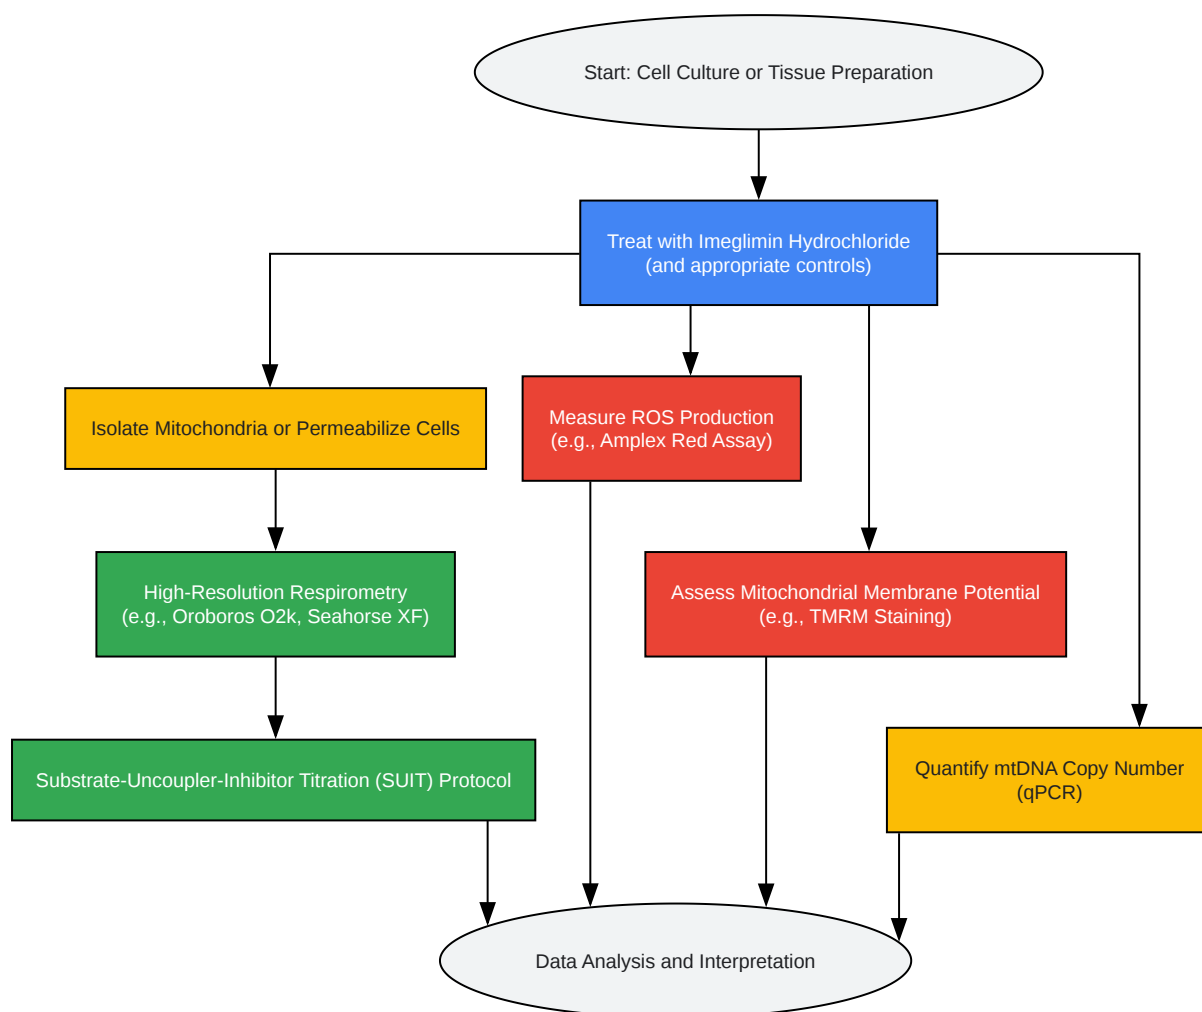 Start: Cell Culture or Tissue Preparation
Treat with Imeglimin Hydrochloride
(and appropriate controls)
Isolate Mitochondria or Permeabilize Cells
Measure ROS Production
(e.g., Amplex Red Assay)
High-Resolution Respirometry
(e.g., Oroboros O2k, Seahorse XF)
Assess Mitochondrial Membrane Potential
(e.g., TMRM Staining)
Substrate-Uncoupler-Inhibitor Titration (SUIT) Protocol
Quantify mtDNA Copy Number
(qPCR)
Data Analysis and Interpretation